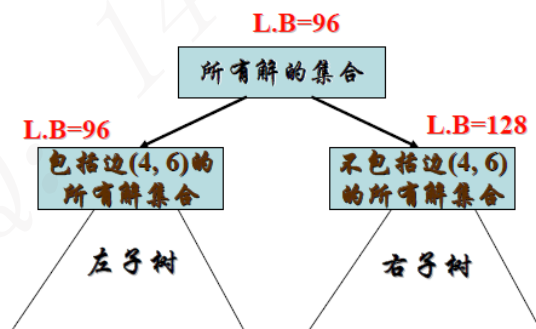 L.B=96
所有解的集合
L.B=96
L.B=128
包括边(4, 6)的
所有解集合
不包括边(4, 6)
的所有解集合
左子树
右子树